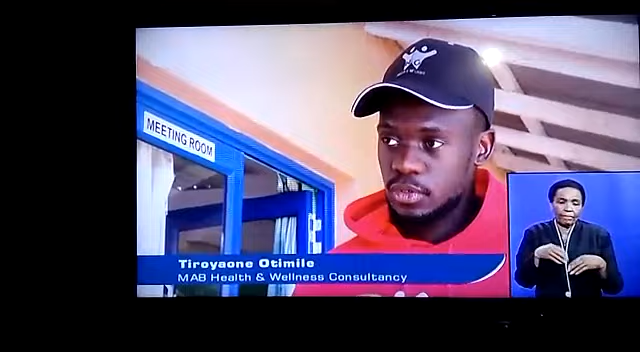 MEETING ROOM
Tiroyaone Otimile
MAB Health & Wellness Consultancy